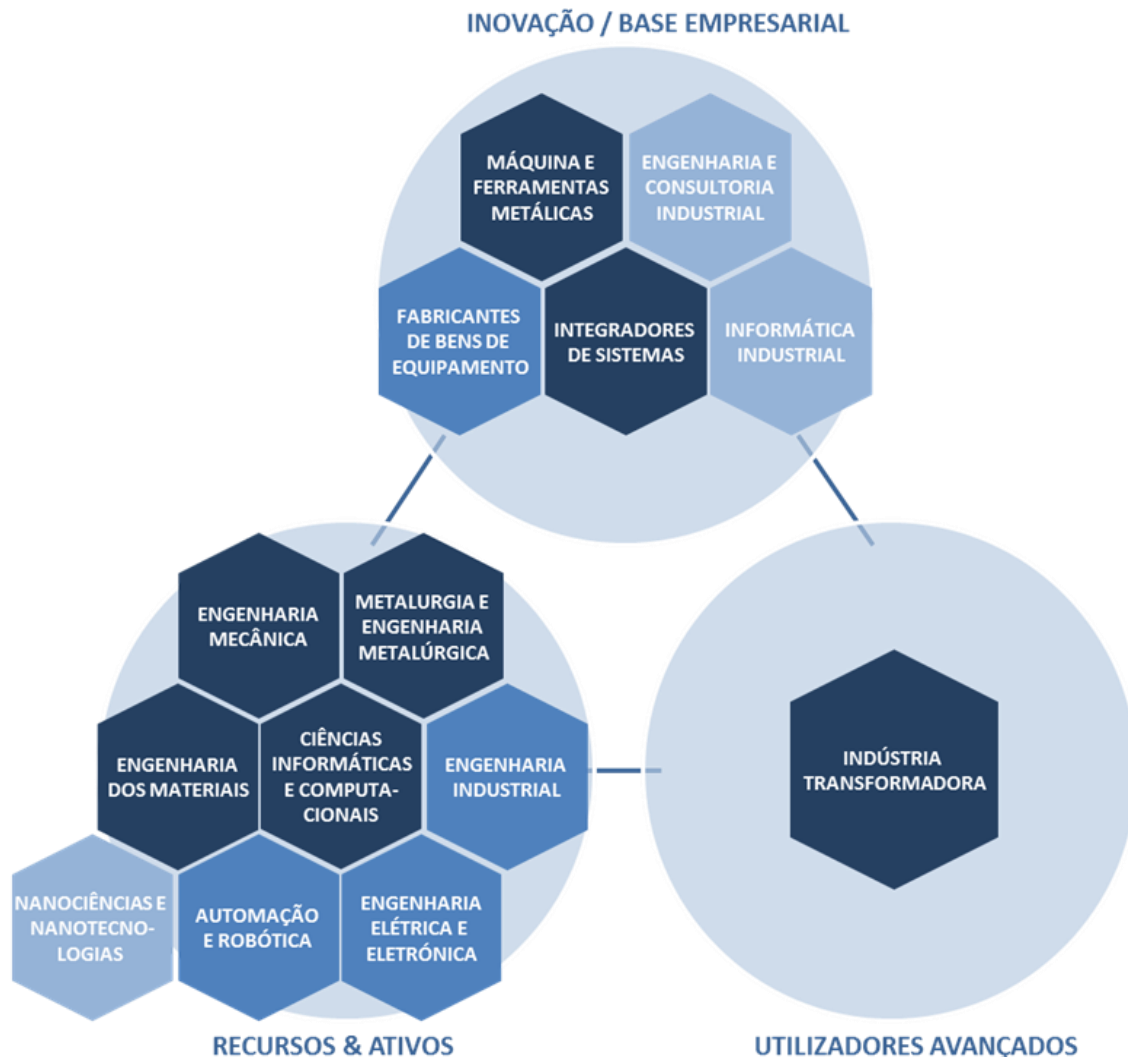 INOVAÇÃO / BASE EMPRESARIAL
MÁQUINA E
FERRAMENTAS
METÁLICAS
ENGENHARIA E
CONSULTORIA
INDUSTRIAL
FABRICANTES
DE BENS DE
EQUIPAMENTO
INTEGRADORES
DE SISTEMAS
INFORMÁTICA
INDUSTRIAL
ENGENHARIA
MECÂNICA
METALURGIA E
ENGENHARIA
METALÚRGICA
ENGENHARIA
DOS MATERIAIS
CIÊNCIAS
INFORMÁTICAS
E COMPUTA-
CIONAIS
ENGENHARIA
INDUSTRIAL
NANOCIÊNCIAS E
NANOTECNO-
LOGIAS
AUTOMAÇÃO
E ROBÓTICA
ENGENHARIA
ELÉTRICA E
ELETRÓNICA
RECURSOS & ATIVOS
INDÚSTRIA
TRANSFORMADORA
UTILIZADORES AVANÇADOS